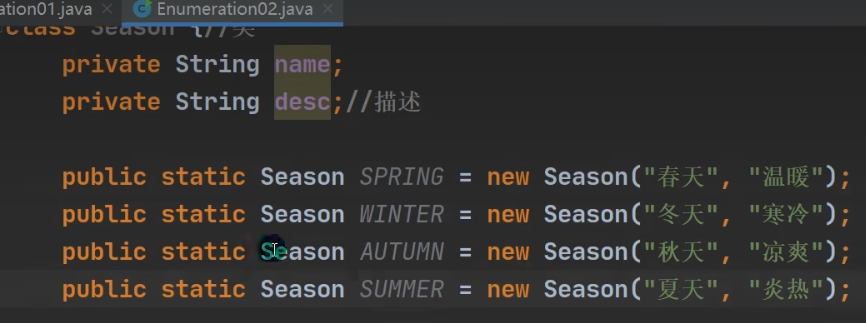 ation01.java × Enumeration02.java ×
class Season {//类
private String name;
private String desc;//描述
public static Season SPRING = new Season("春天", "温暖");
public static Season WINTER = new Season("冬天", "寒冷");
public static Season AUTUMN = new Season("秋天", "凉爽");
public static Season SUMMER = new Season("夏天", "炎热");